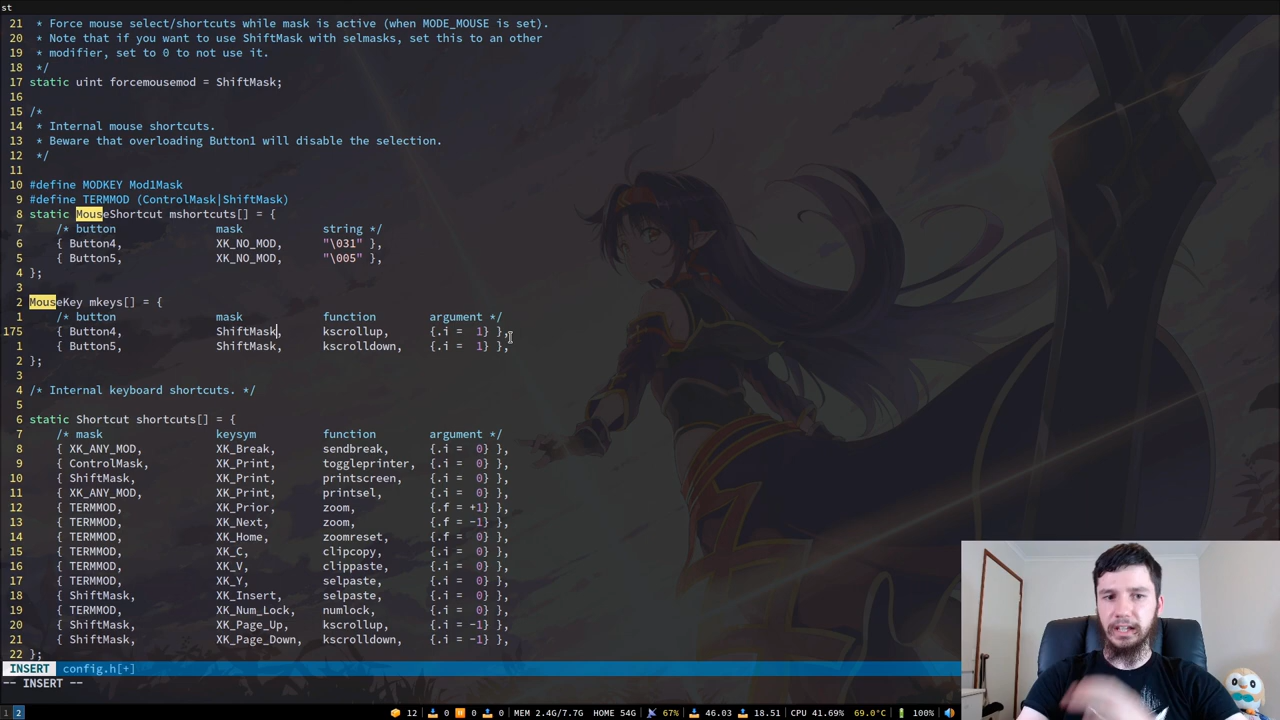 st
21  * Force mouse select/shortcuts while mask is active (when MODE_MOUSE is set).
20  * Note that if you want to use ShiftMask with selmasks, set this to an other
19  * modifier, set to 0 to not use it.
18  */
17 static uint forcemousemod = ShiftMask;
16
15 /*
14  * Internal mouse shortcuts.
13  * Beware that overloading Button1 will disable the selection.
12  */
11
10 #define MODKEY Mod1Mask
9 #define TERMMOD (ControlMask|ShiftMask)
8 static MouseShortcut mshortcuts[] = {
7     /* button               mask            string */
6     { Button4,              XK_NO_MOD,      "\031" },
5     { Button5,              XK_NO_MOD,      "\005" },
4 };
3
2 MouseKey mkeys[] = {
1     /* button               mask            function        argument */
175     { Button4,              ShiftMask,      kscrollup,      {.i =  1} },
1     { Button5,              ShiftMask,      kscrolldown,    {.i =  1} },
2 };
3
4 /* Internal keyboard shortcuts. */
5
6 static Shortcut shortcuts[] = {
7     /* mask                 keysym          function        argument */
8     { XK_ANY_MOD,           XK_Break,       sendbreak,      {.i =  0} },
9     { ControlMask,          XK_Print,       toggleprinter,  {.i =  0} },
10     { ShiftMask,            XK_Print,       printscreen,    {.i =  0} },
11     { XK_ANY_MOD,           XK_Print,       printsel,       {.i =  0} },
12     { TERMMOD,              XK_Prior,       zoom,           {.f = +1} },
13     { TERMMOD,              XK_Next,        zoom,           {.f = -1} },
14     { TERMMOD,              XK_Home,        zoomreset,      {.f =  0} },
15     { TERMMOD,              XK_C,           clipcopy,       {.i =  0} },
16     { TERMMOD,              XK_V,           clippaste,      {.i =  0} },
17     { TERMMOD,              XK_Y,           selpaste,       {.i =  0} },
18     { ShiftMask,            XK_Insert,      selpaste,       {.i =  0} },
19     { TERMMOD,              XK_Num_Lock,    numlock,        {.i =  0} },
20     { ShiftMask,            XK_Page_Up,     kscrollup,      {.i = -1} },
21     { ShiftMask,            XK_Page_Down,   kscrolldown,    {.i = -1} },
22 };
INSERT config.h[+]
-- INSERT --
1 2 12 0 0 0 MEM 2.4G/7.7G HOME 54G 67% 46.03 18.51 CPU 41.69% 69.0°C 100%